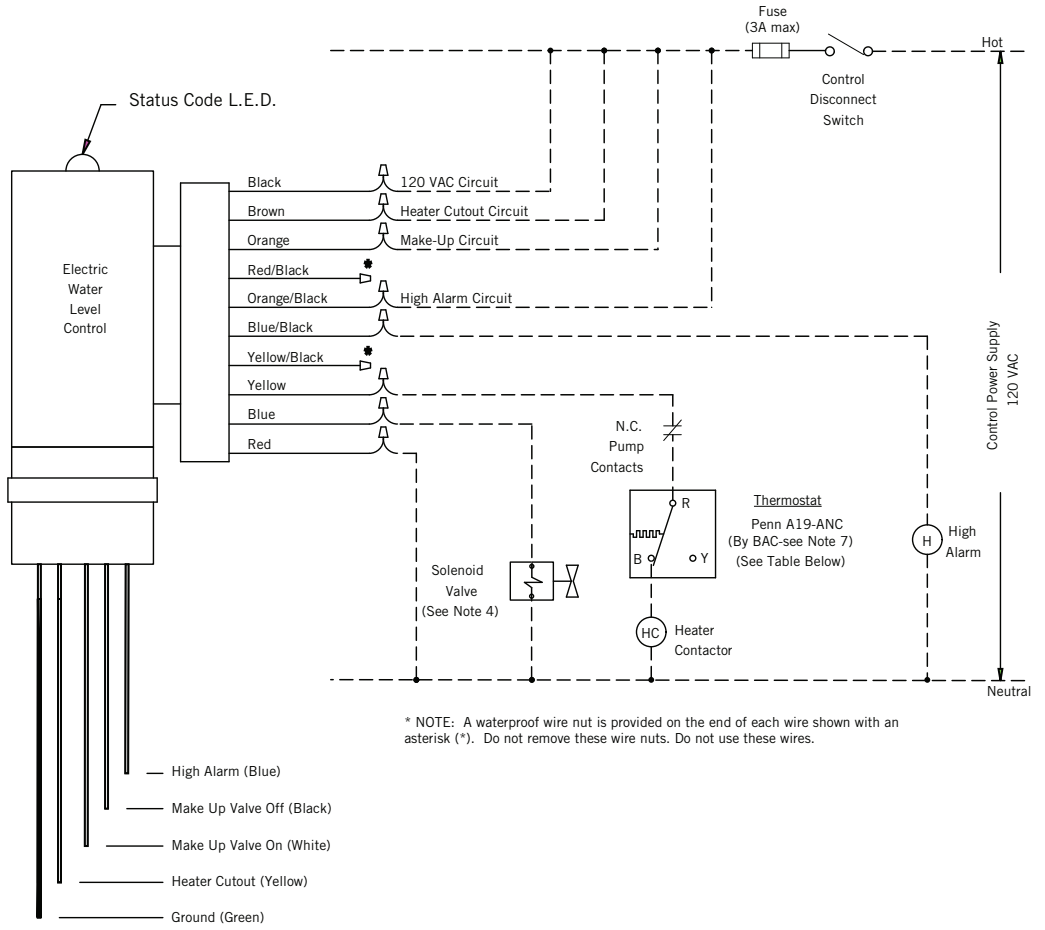 Fuse
(3A max)
Hot
Control
Disconnect
Switch
Status Code L.E.D.
Black
120 VAC Circuit
Brown
Heater Cutout Circuit
Orange
Make-Up Circuit
Red/Black
*
Orange/Black
High Alarm Circuit
Blue/Black
Yellow/Black
*
Yellow
Blue
Red
Electric
Water
Level
Control
Control Power Supply
120 VAC
N.C.
Pump
Contacts
R
B
Y
Thermostat
Penn A19-ANC
(By BAC-see Note 7)
(See Table Below)
H
High
Alarm
Solenoid
Valve
(See Note 4)
HC
Heater
Contactor
Neutral
* NOTE: A waterproof wire nut is provided on the end of each wire shown with an
asterisk (*). Do not remove these wire nuts. Do not use these wires.
High Alarm (Blue)
Make Up Valve Off (Black)
Make Up Valve On (White)
Heater Cutout (Yellow)
Ground (Green)